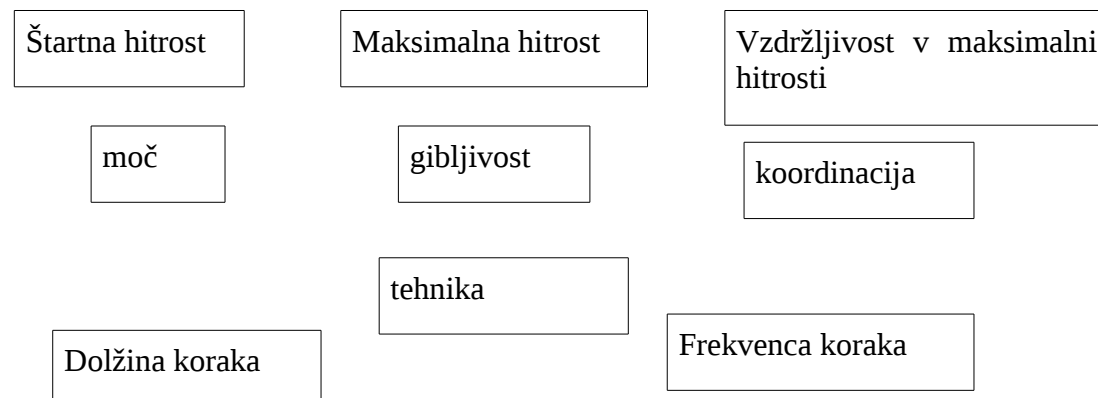 Štartna hitrost
Maksimalna hitrost
Vzdržljivost v maksimalni
hitrosti
moč
gibljivost
koordinacija
tehnika
Dolžina koraka
Frekvenca koraka